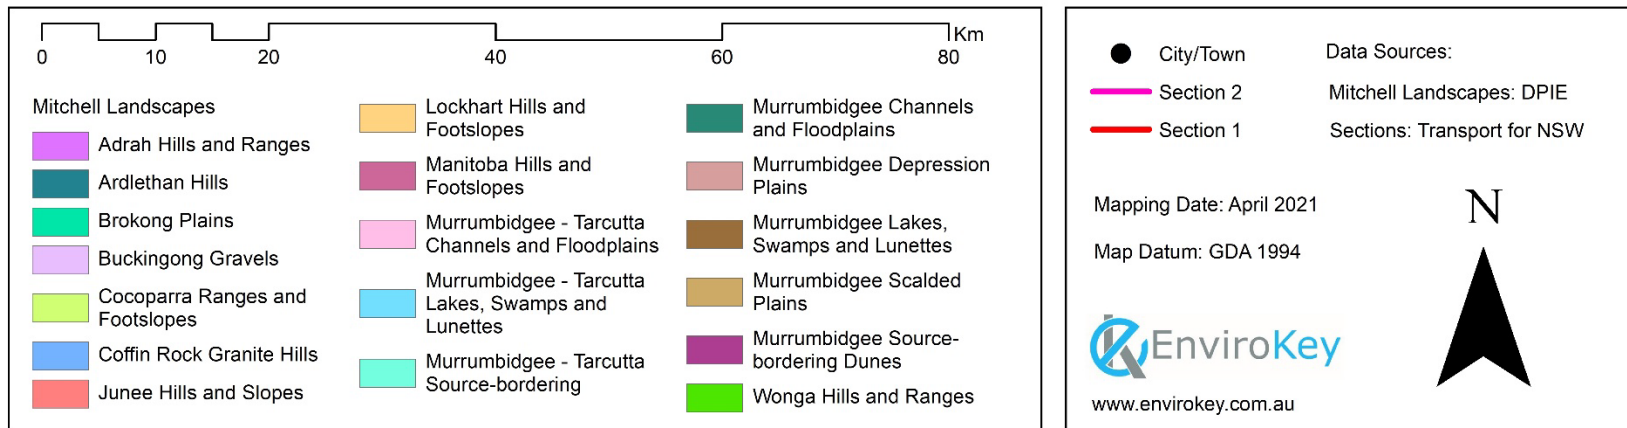 Km
0 10 20 40 60 80
Mitchell Landscapes
Adrah Hills and Ranges
Ardlethan Hills
Brokong Plains
Buckingong Gravels
Cocoparra Ranges and
Footslopes
Coffin Rock Granite Hills
Junee Hills and Slopes
Lockhart Hills and
Footslopes
Manitoba Hills and
Footslopes
Murrumbidgee - Tarcutta
Channels and Floodplains
Murrumbidgee - Tarcutta
Lakes, Swamps and
Lunettes
Murrumbidgee - Tarcutta
Source-bordering
Murrumbidgee Channels
and Floodplains
Murrumbidgee Depression
Plains
Murrumbidgee Lakes,
Swamps and Lunettes
Murrumbidgee Scalded
Plains
Murrumbidgee Source-
bordering Dunes
Wonga Hills and Ranges
City/Town
Section 2
Section 1
Data Sources:
Mitchell Landscapes: DPIE
Sections: Transport for NSW
Mapping Date: April 2021
Map Datum: GDA 1994
N
EnviroKey
www.envirokey.com.au